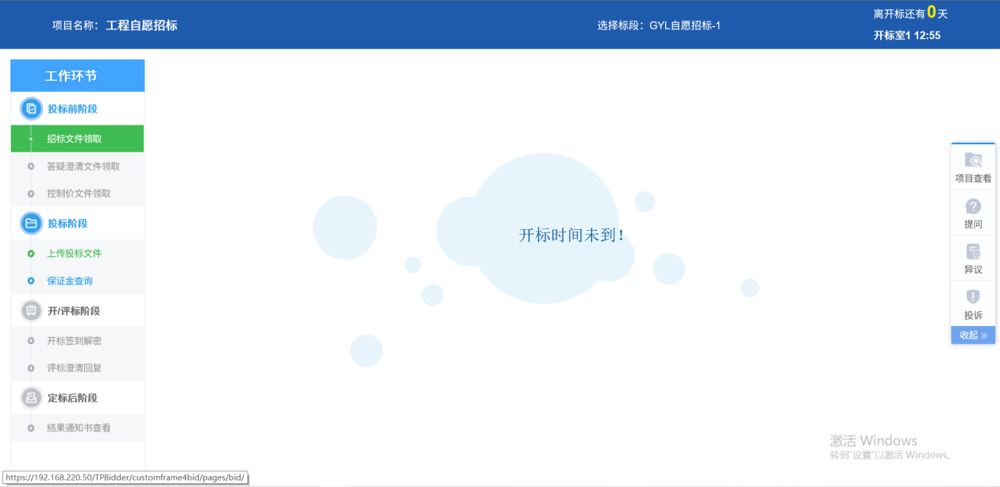 项目名称：工程自愿招标
选择标段：GYL自愿招标-1
离开标还有0天
开标室1 12:55
工作环节
投标前阶段
招标文件领取
答疑澄清文件领取
控制价文件领取
投标阶段
上传投标文件
保证金查询
开/评标阶段
开标签到解密
评标澄清回复
定标后阶段
结果通知书查看
开标时间未到！
项目查看
提问
异议
投诉
收起 »
激活 Windows
转到"设置"以激活 Windows。
https://192.168.220.50/TPBidder/customframe4bid/pages/bid/